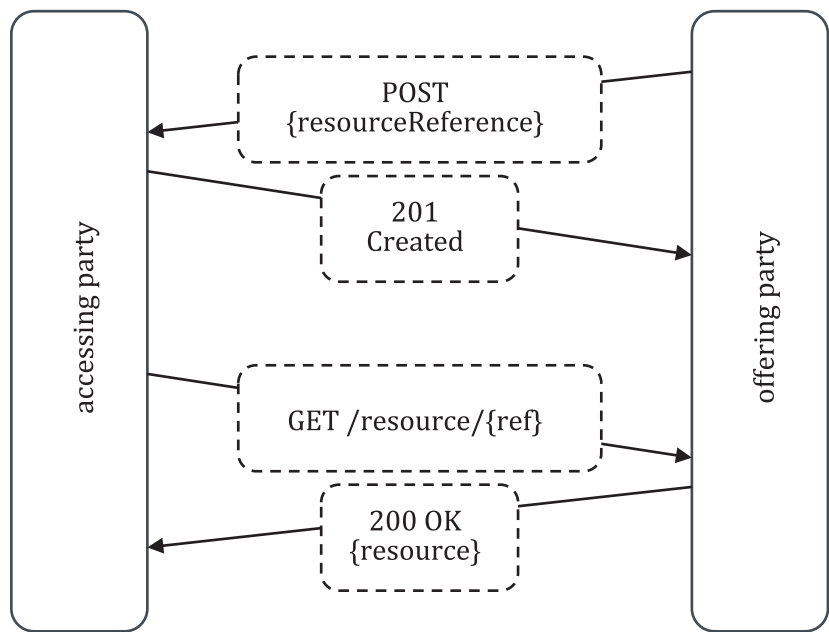 accessing party
POST
{resourceReference}
201
Created
GET /resource/{ref}
200 OK
{resource}
offering party